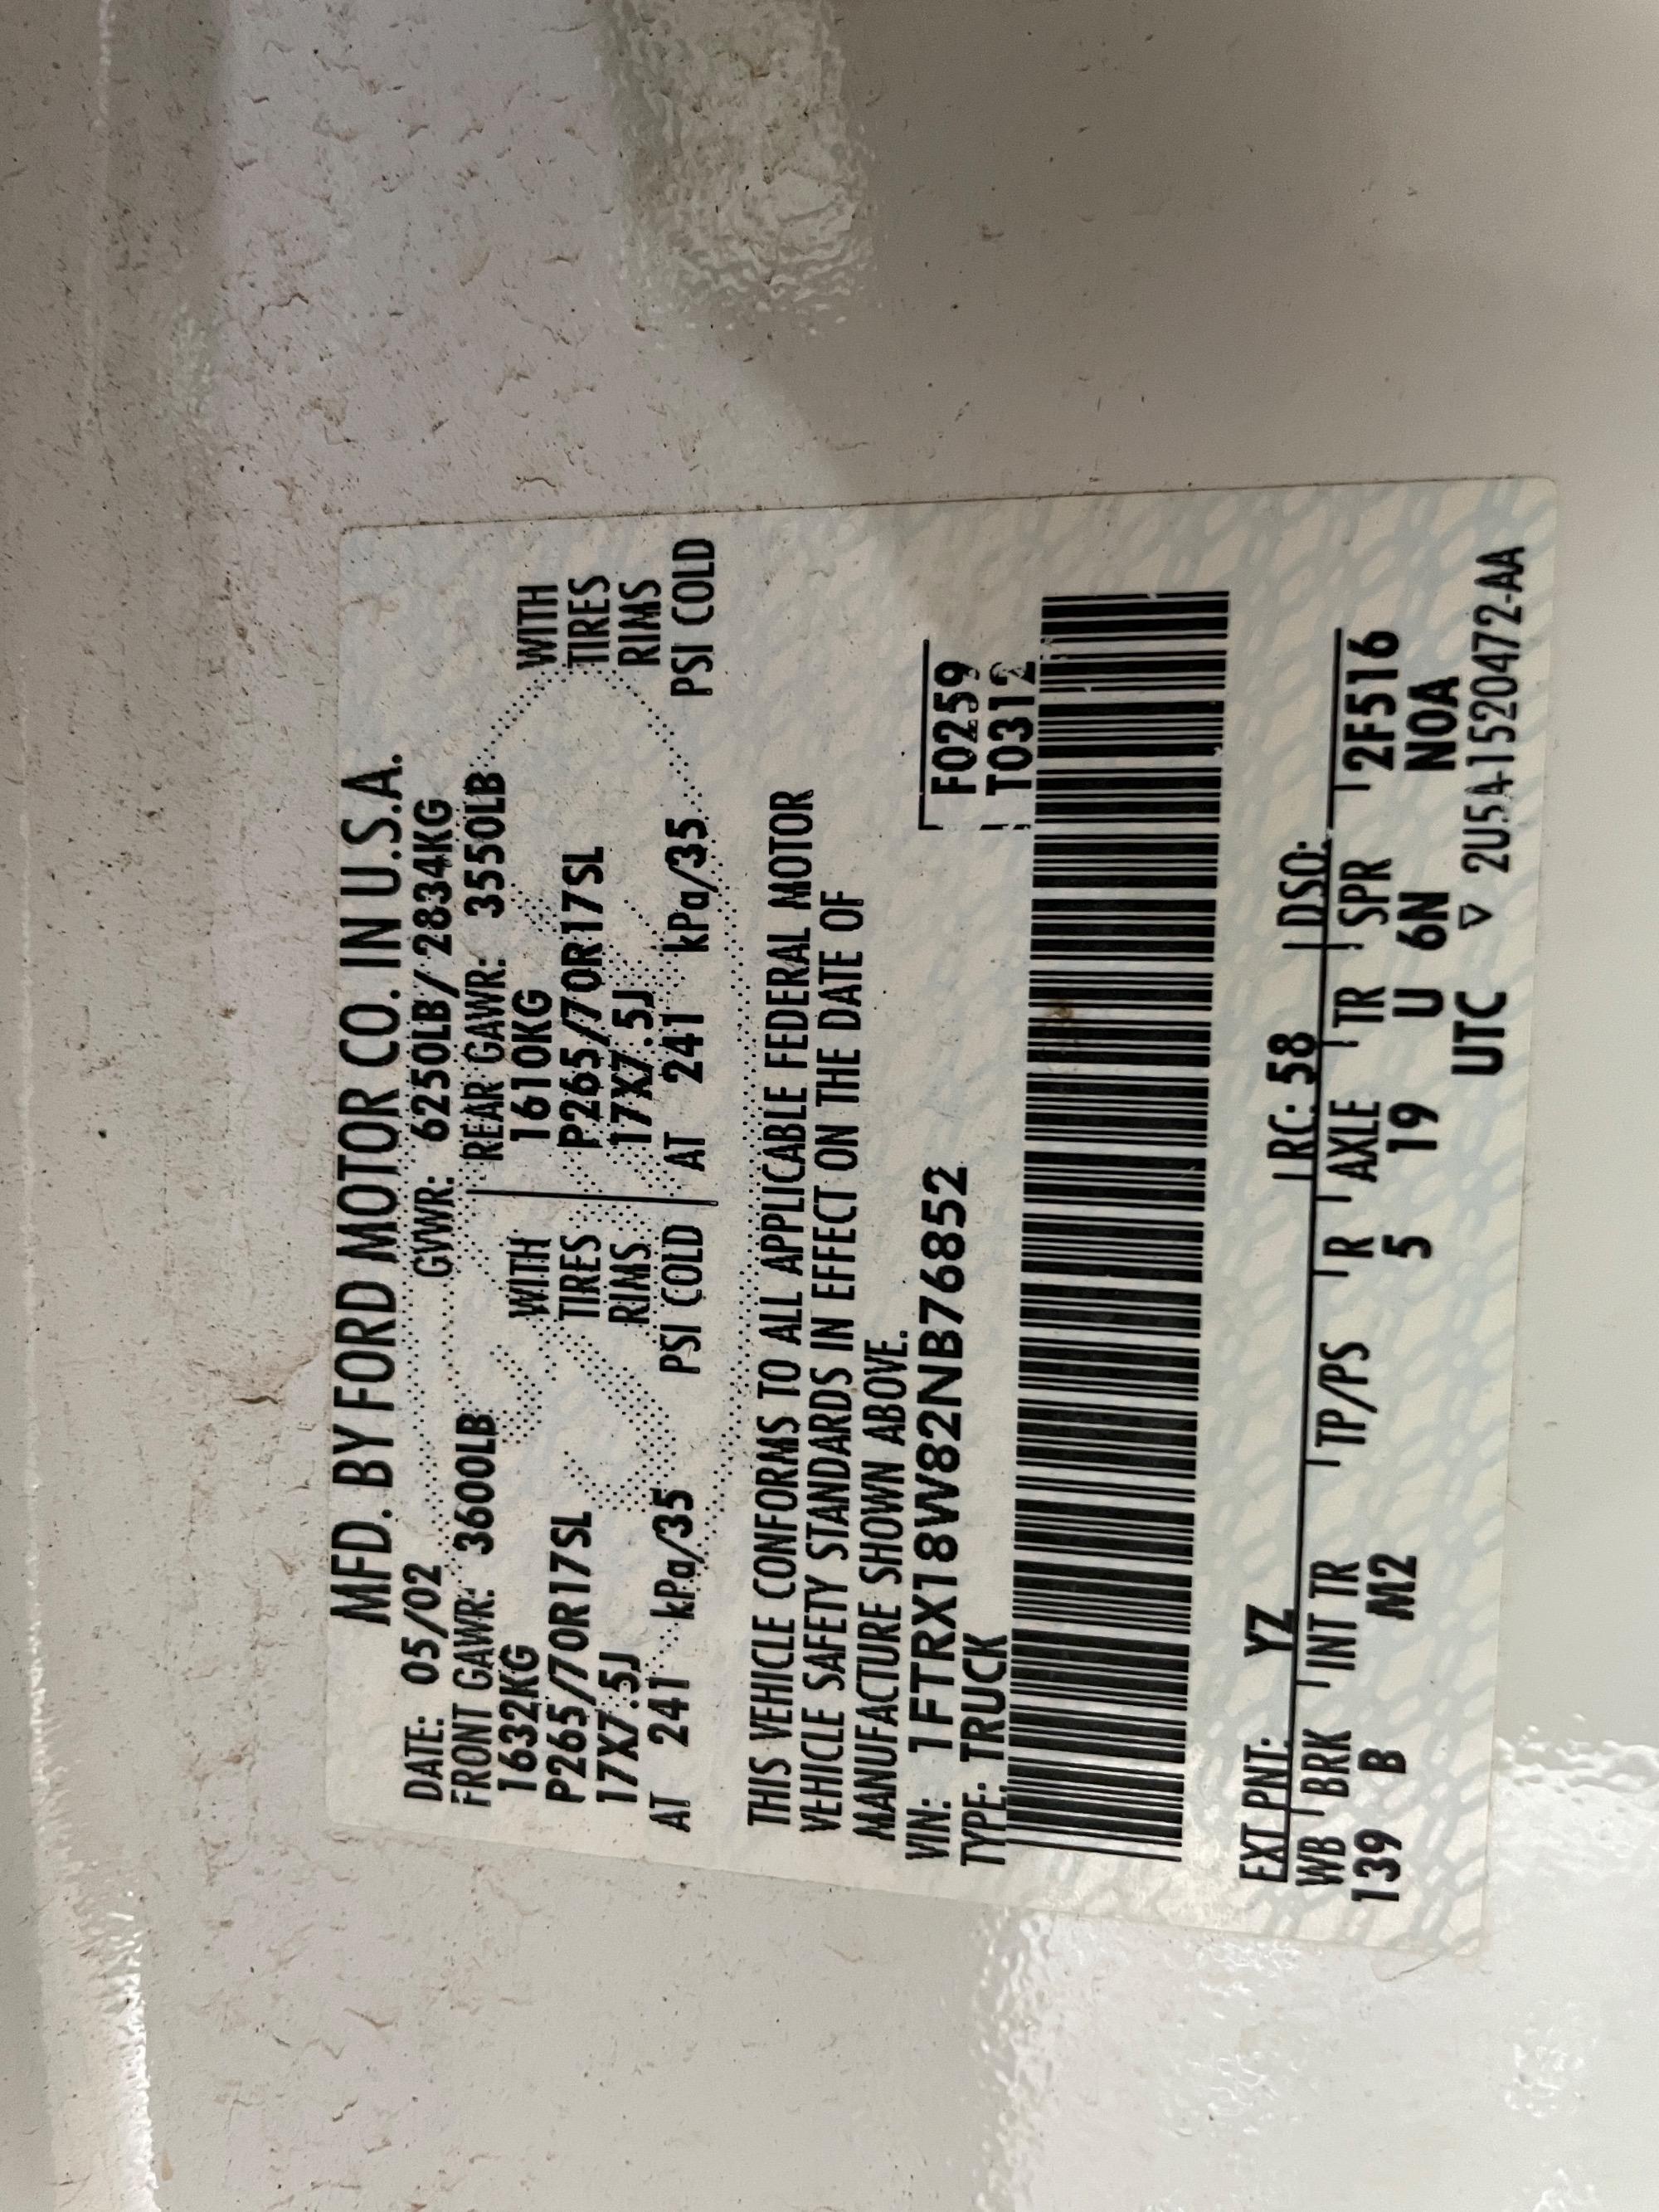 MFD. BY FORD MOTOR CO. IN U.S.A.
DATE: 05/02 GVWR: 6250LB/2834KG
FRONT GAWR: 3600LB REAR GAWR: 3550LB
1632KG WITH 1610KG WITH
P265/70R17SL TIRES P265/70R17SL TIRES
17X7.5J RIMS 17X7.5J RIMS
AT 241 kPa/35 PSI COLD AT 241 kPa/35 PSI COLD
THIS VEHICLE CONFORMS TO ALL APPLICABLE FEDERAL MOTOR
VEHICLE SAFETY STANDARDS IN EFFECT ON THE DATE OF
MANUFACTURE SHOWN ABOVE.
VIN: 1FTRX18W82NB76852 F0259
TYPE: TRUCK T0312
EXT PNT: YZ RC: 58 DSO:
WB BRK INT TR TP/PS R AXLE TR SPR 2F516
139 B M2 5 19 U 6N N0A
UTC ▽ 2U5A-1520472-AA